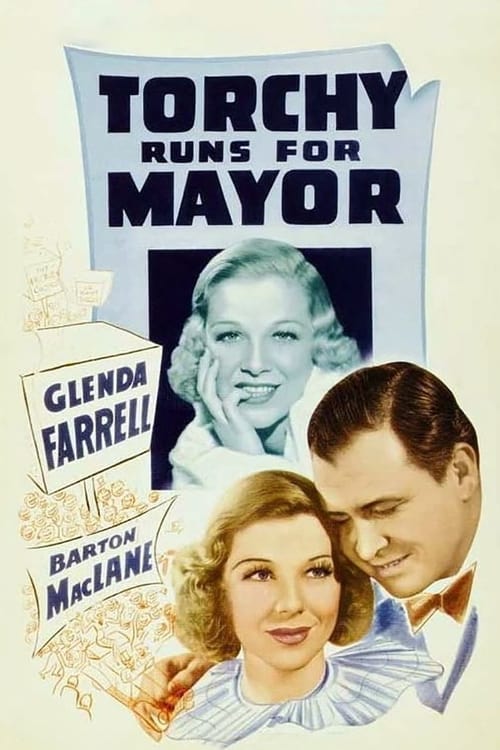 TORCHY
RUNS FOR
MAYOR
GLENDA
FARRELL
BARTON
MACLANE